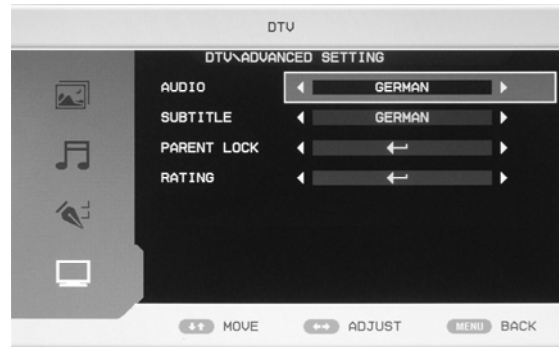 DTV
DTV\ADVANCED SETTING
AUDIO GERMAN
SUBTITLE GERMAN
PARENT LOCK
RATING
MOVE ADJUST MENU BACK